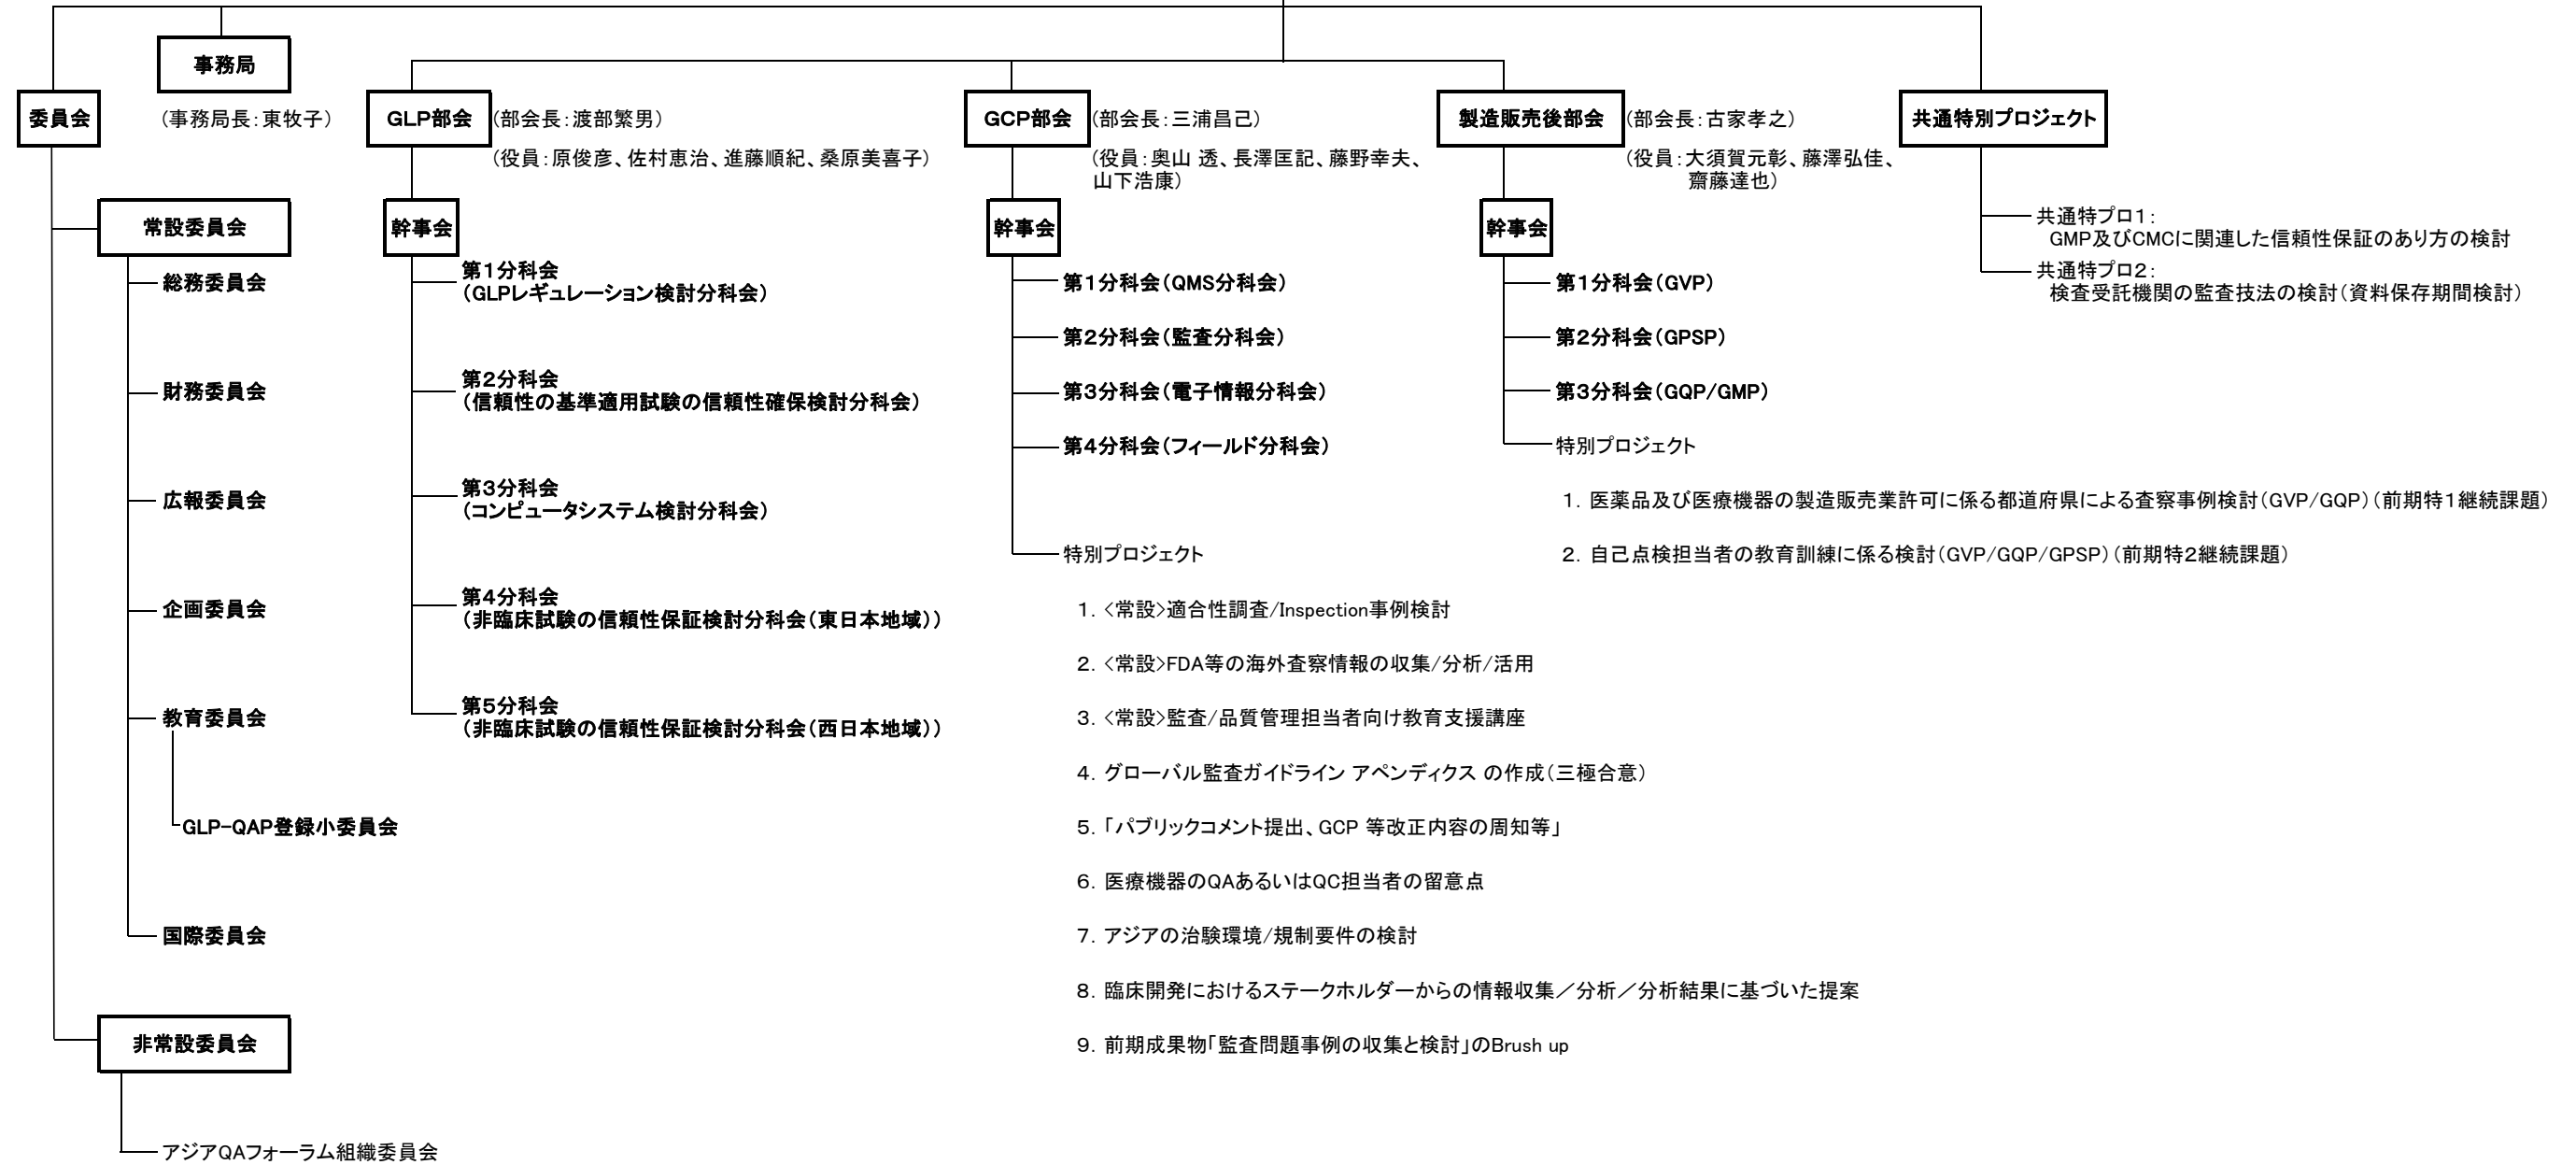 事務局
(事務局長：東牧子)
委員会
常設委員会
総務委員会
財務委員会
広報委員会
企画委員会
教育委員会
GLP-QAP登録小委員会
国際委員会
非常設委員会
アジアQAフォーラム組織委員会
GLP部会
(部会長：渡部繁男)
(役員：原俊彦、佐村恵治、進藤順紀、桑原美喜子)
幹事会
第1分科会
(GLPレギュレーション検討分科会)
第2分科会
(信頼性の基準適用試験の信頼性確保検討分科会)
第3分科会
(コンピュータシステム検討分科会)
第4分科会
(非臨床試験の信頼性保証検討分科会(東日本地域))
第5分科会
(非臨床試験の信頼性保証検討分科会(西日本地域))
GCP部会
(部会長：三浦昌己)
(役員：奥山 透、長澤匡記、藤野幸夫、
山下浩康)
幹事会
第1分科会(QMS分科会)
第2分科会(監査分科会)
第3分科会(電子情報分科会)
第4分科会(フィールド分科会)
特別プロジェクト
1. <常設>適合性調査/Inspection事例検討
2. <常設>FDA等の海外査察情報の収集/分析/活用
3. <常設>監査/品質管理担当者向け教育支援講座
4. グローバル監査ガイドライン アペンディクス の作成(三極合意)
5. 「パブリックコメント提出、GCP 等改正内容の周知等」
6. 医療機器のQAあるいはQC担当者の留意点
7. アジアの治験環境/規制要件の検討
8. 臨床開発におけるステークホルダーからの情報収集／分析／分析結果に基づいた提案
9. 前期成果物「監査問題事例の収集と検討」のBrush up
製造販売後部会
(部会長：古家孝之)
(役員：大須賀元彰、藤澤弘佳、
齋藤達也)
幹事会
第1分科会(GVP)
第2分科会(GPSP)
第3分科会(GQP/GMP)
特別プロジェクト
1. 医薬品及び医療機器の製造販売業許可に係る都道府県による査察事例検討(GVP/GQP)(前期特1継続課題)
2. 自己点検担当者の教育訓練に係る検討(GVP/GQP/GPSP)(前期特2継続課題)
共通特別プロジェクト
共通特プロ1：
GMP及びCMCに関連した信頼性保証のあり方の検討
共通特プロ2：
検査受託機関の監査技法の検討(資料保存期間検討)